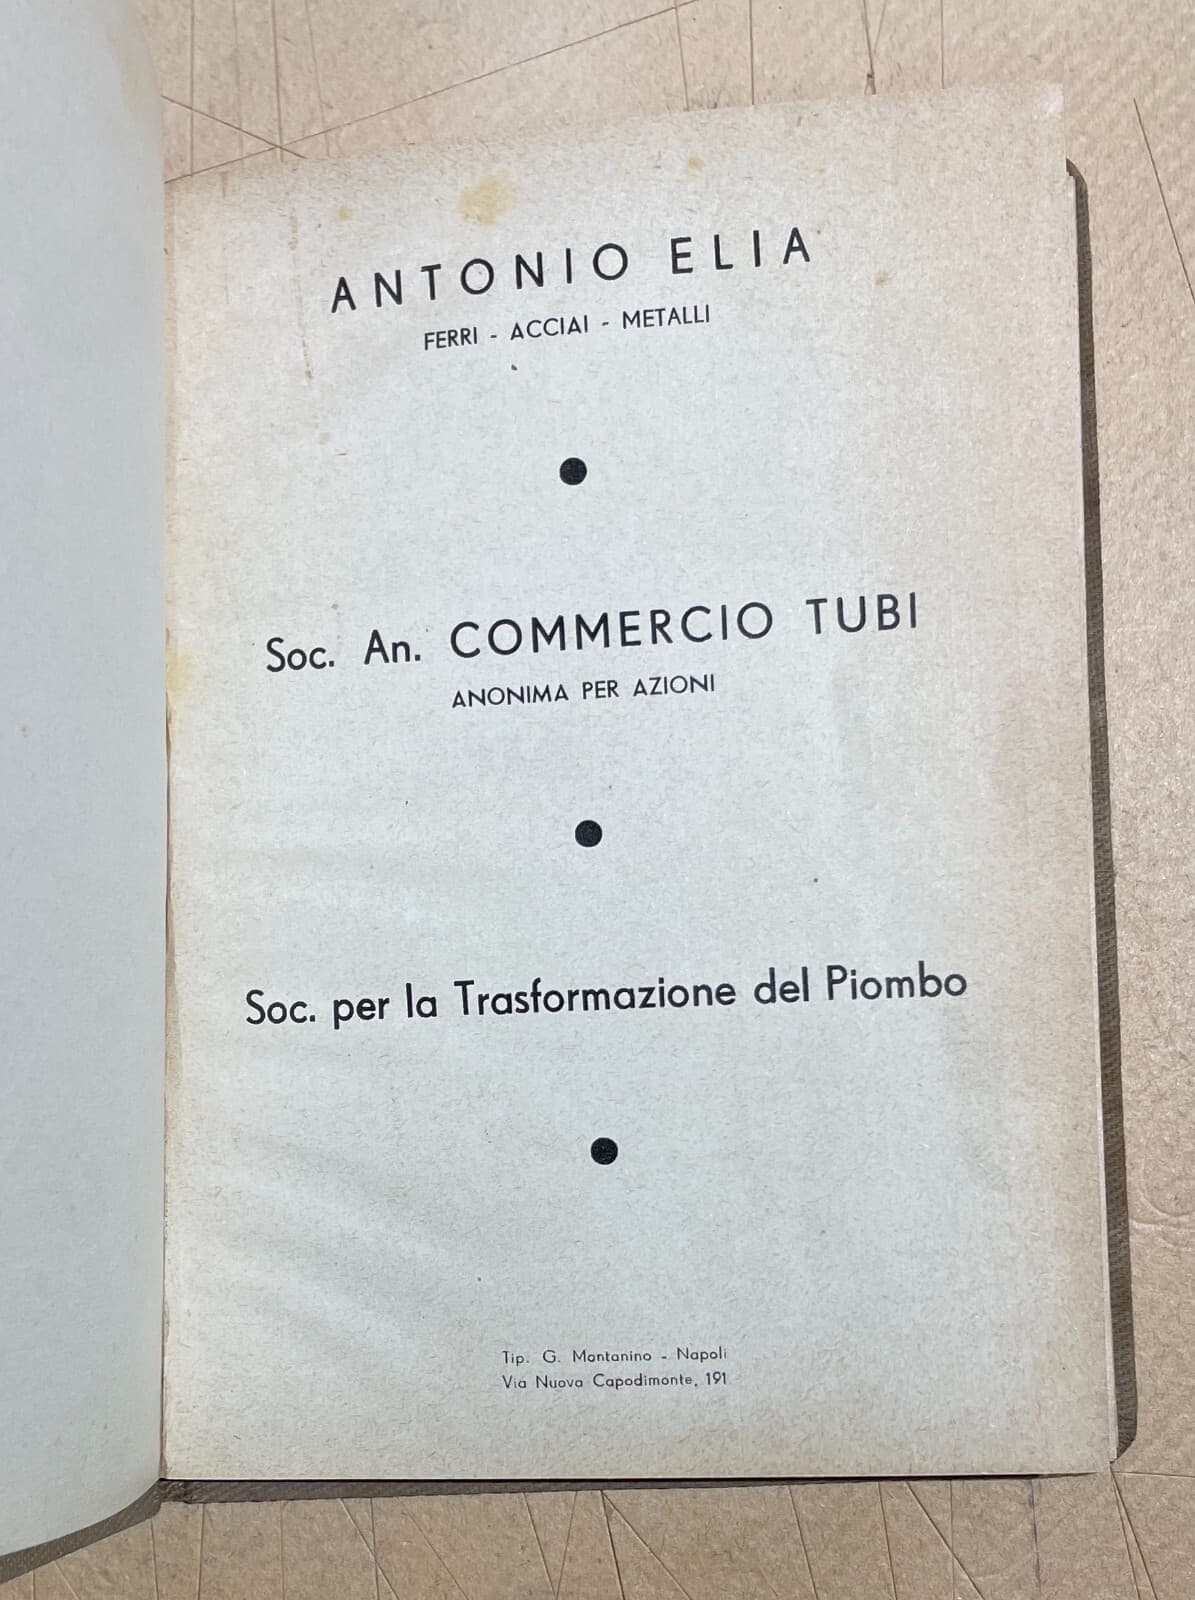 ANTONIO ELIA
FERRI - ACCIAI - METALLI
Soc. An. COMMERCIO TUBI
ANONIMA PER AZIONI
Soc. per la Trasformazione del Piombo
Tip. G. Montanino - Napoli
Via Nuova Capodimonte, 191